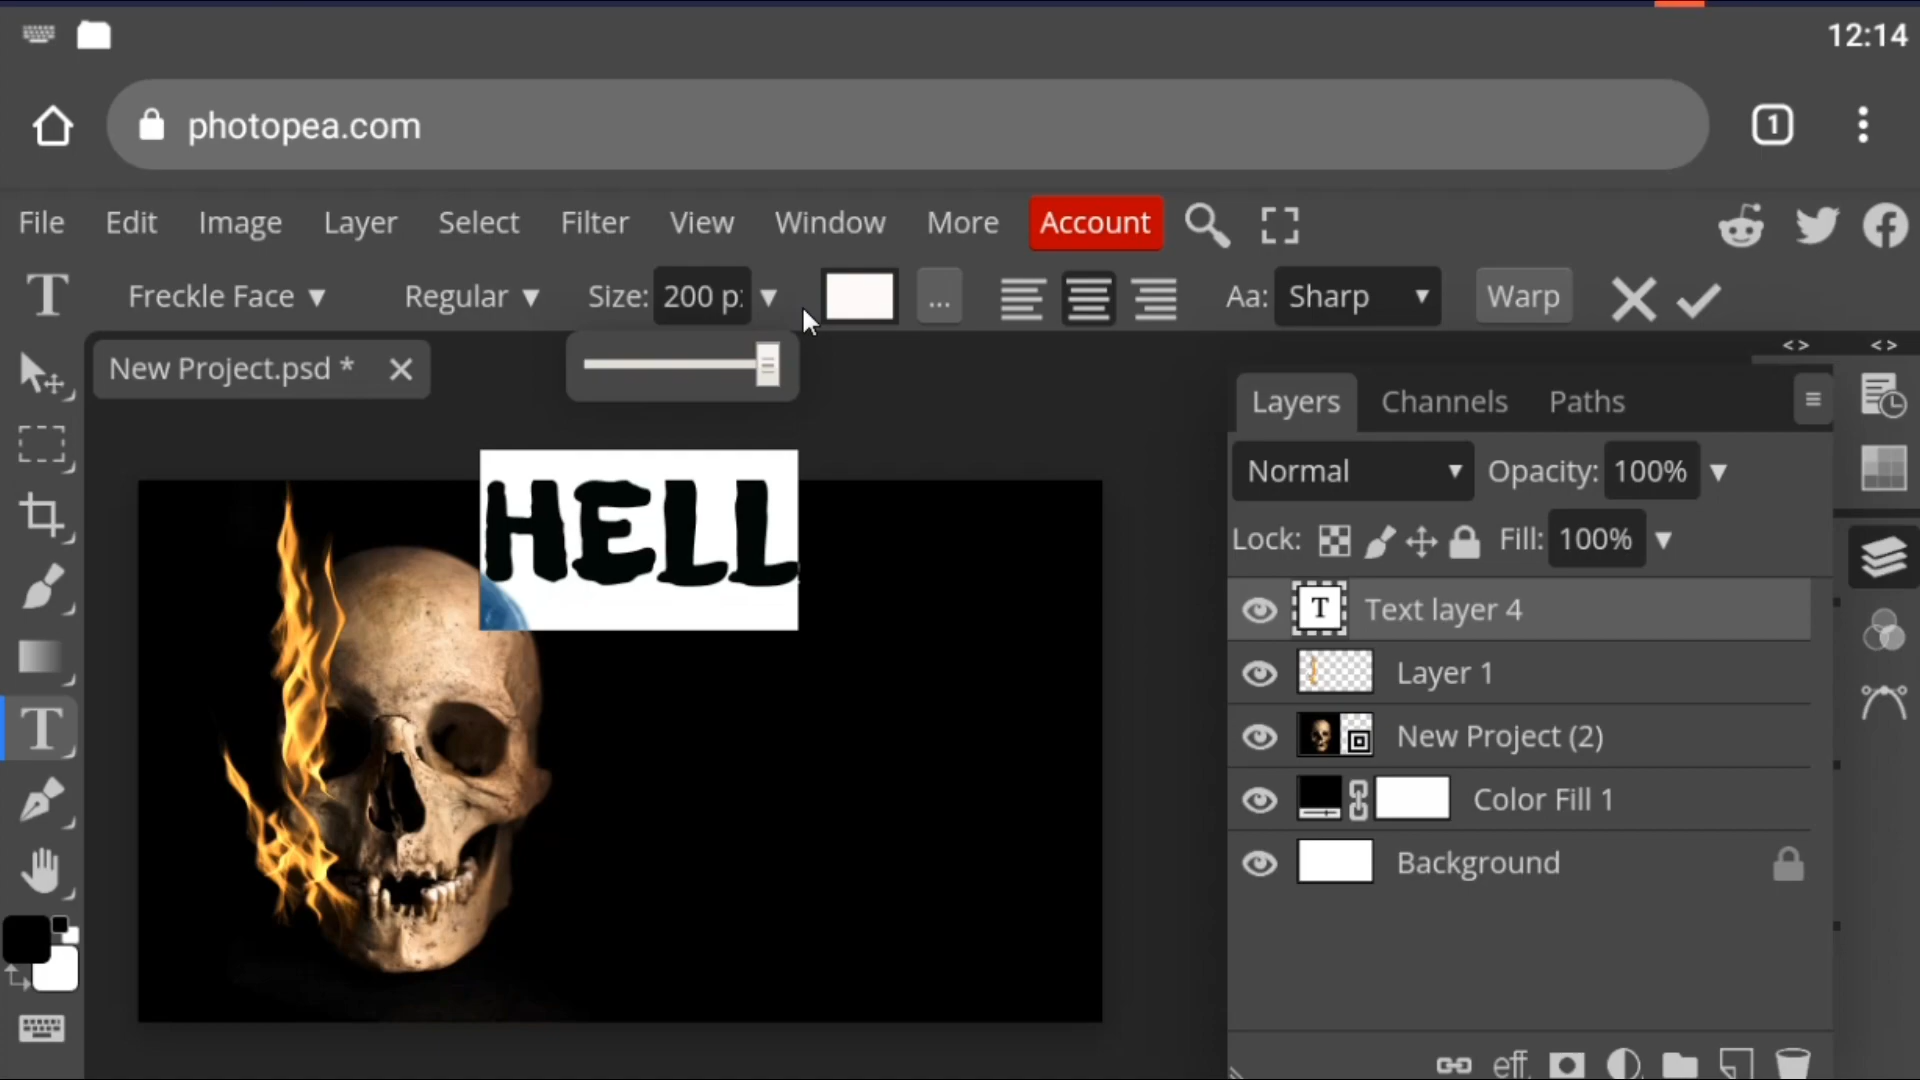 12:14
photopea.com
1
File Edit Image Layer Select Filter View Window More Account
T Freckle Face Regular Size: 200 p: ... Aa: Sharp Warp
New Project.psd *
< > < >
Layers Channels Paths
HELL
Normal Opacity: 100%
Lock: Fill: 100%
T Text layer 4
Layer 1
New Project (2)
T
Color Fill 1
Background
eff